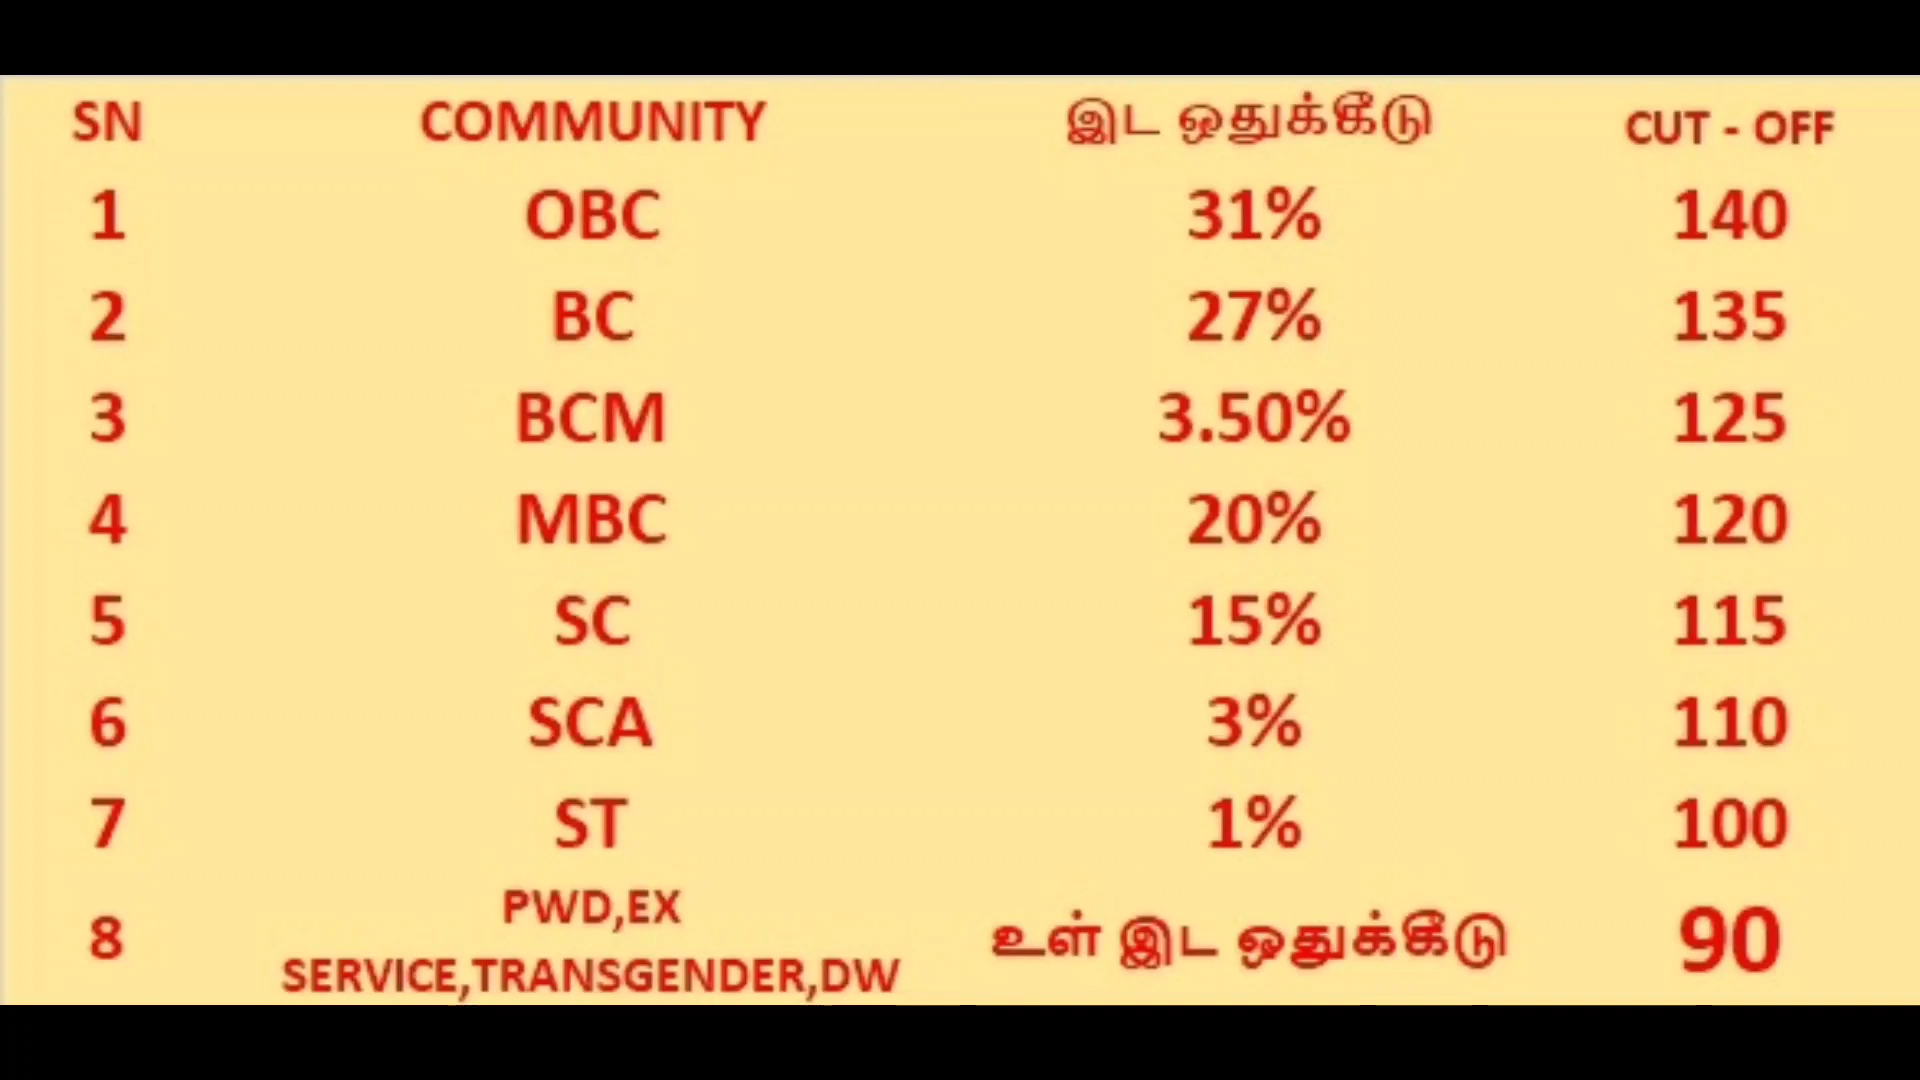 SN COMMUNITY இட ஒதுக்கீடு CUT - OFF
1 OBC 31% 140
2 BC 27% 135
3 BCM 3.50% 125
4 MBC 20% 120
5 SC 15% 115
6 SCA 3% 110
7 ST 1% 100
8 PWD,EX
SERVICE,TRANSGENDER,DW உள் இட ஒதுக்கீடு 90